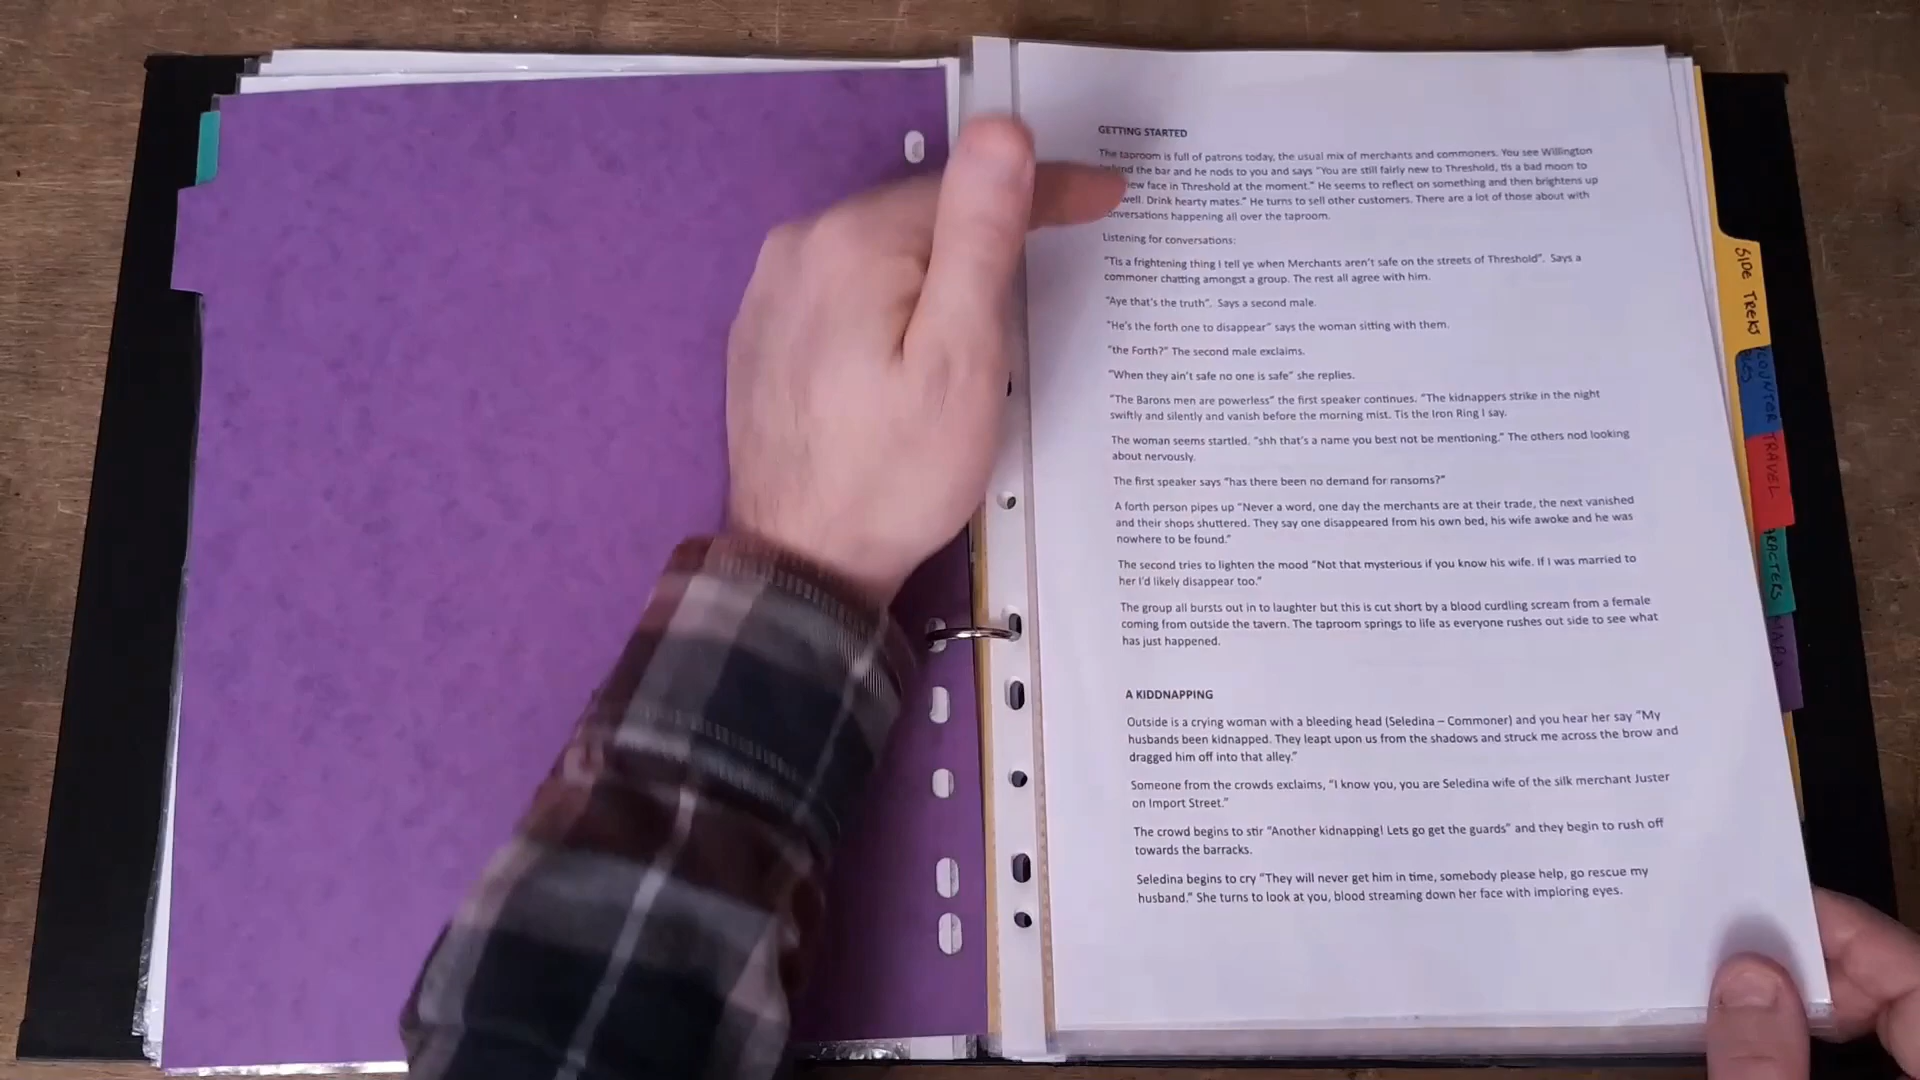 GETTING STARTED
The taproom is full of patrons today, the usual mix of merchants and commoners. You see Willington
the bar and he nods to you and says "You are still fairly new to Threshold, tis a bad moon to
new face in Threshold at the moment." He seems to reflect on something and then brightens up
well. Drink hearty mates." He turns to sell other customers. There are a lot of those about with
conversations happening all over the taproom.
Listening for conversations:
"Tis a frightening thing I tell ye when Merchants aren't safe on the streets of Threshold". Says a
commoner chatting amongst a group. The rest all agree with him.
"Aye that's the truth". Says a second male.
"He's the forth one to disappear" says the woman sitting with them.
"the Forth?" The second male exclaims.
"When they ain't safe no one is safe" she replies.
"The Barons men are powerless" the first speaker continues. "The kidnappers strike in the night
swiftly and silently and vanish before the morning mist. Tis the Iron Ring I say.
The woman seems startled. "shh that's a name you best not be mentioning." The others nod looking
about nervously.
The first speaker says "has there been no demand for ransoms?"
A forth person pipes up "Never a word, one day the merchants are at their trade, the next vanished
and their shops shuttered. They say one disappeared from his own bed, his wife awoke and he was
nowhere to be found."
The second tries to lighten the mood "Not that mysterious if you know his wife. If I was married to
her I'd likely disappear too."
The group all bursts out in to laughter but this is cut short by a blood curdling scream from a female
coming from outside the tavern. The taproom springs to life as everyone rushes out side to see what
has just happened.
A KIDDNAPPING
Outside is a crying woman with a bleeding head (Seledina – Commoner) and you hear her say "My
husbands been kidnapped. They leapt upon us from the shadows and struck me across the brow and
dragged him off into that alley."
Someone from the crowds exclaims, "I know you, you are Seledina wife of the silk merchant Juster
on Import Street."
The crowd begins to stir "Another kidnapping! Lets go get the guards" and they begin to rush off
towards the barracks.
Seledina begins to cry "They will never get him in time, somebody please help, go rescue my
husband." She turns to look at you, blood streaming down her face with imploring eyes.
SIDE TREKS
TRAVEL
MAPS